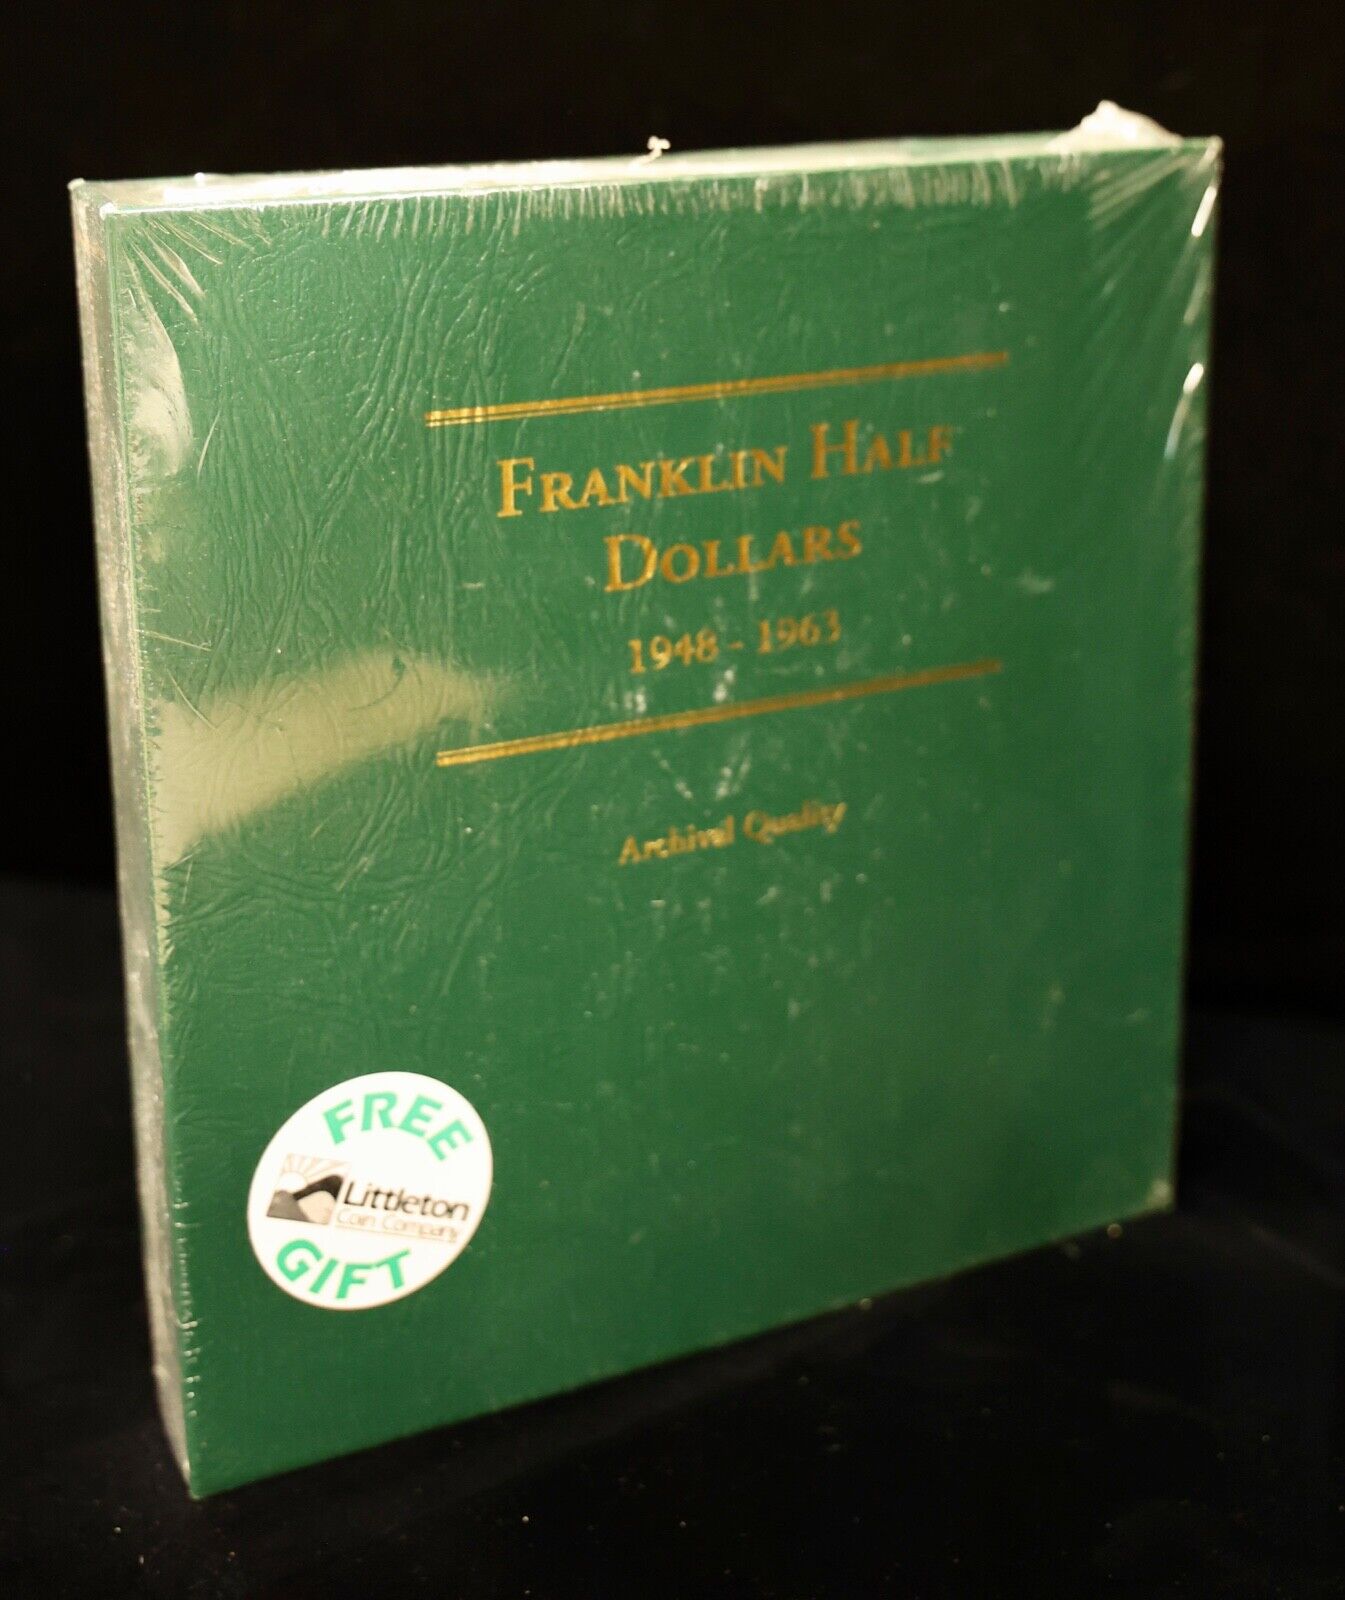 FRANKLIN HALF
DOLLARS
1948 - 1963
Archival Quality
FREE
Littleton
Coin Company
GIFT